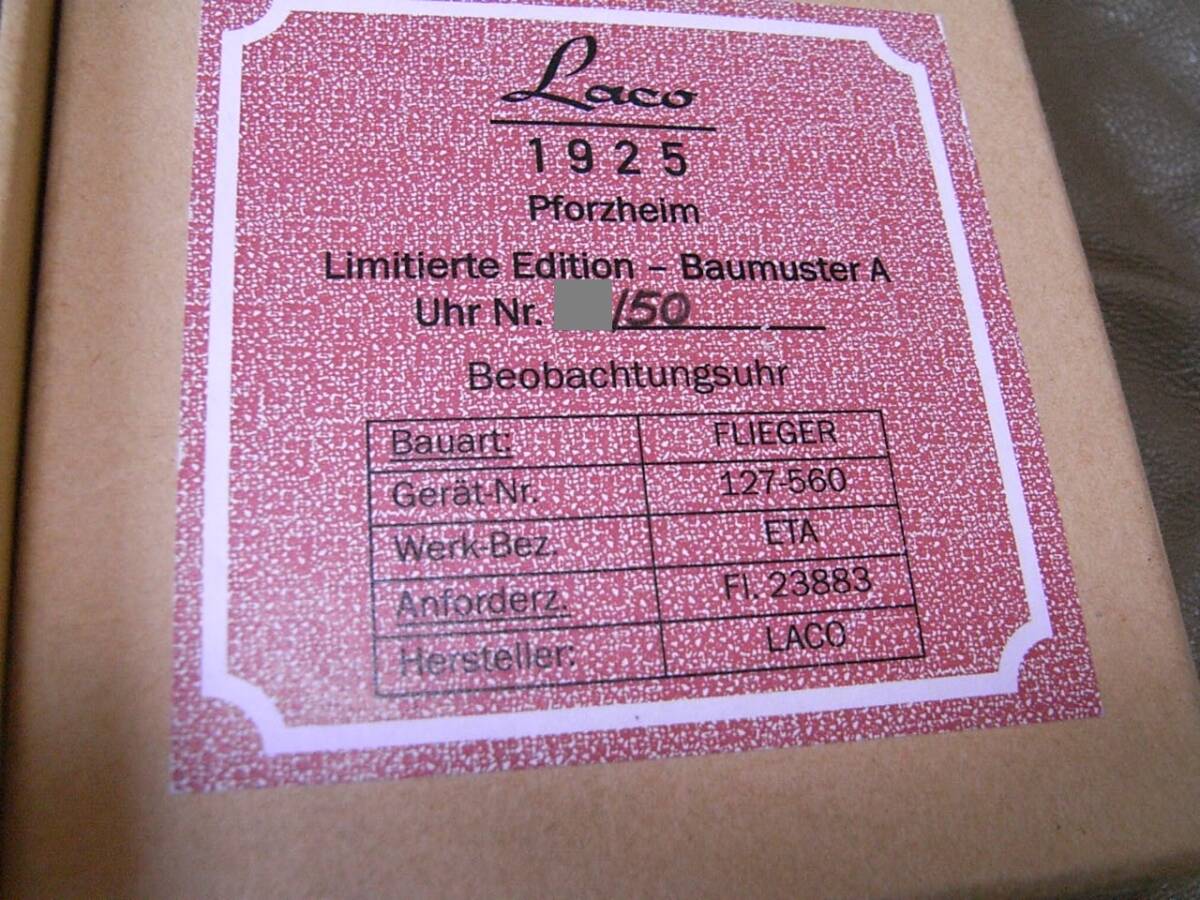 Laco
1925
Pforzheim
Limitierte Edition – Baumuster A
Uhr Nr. /50
Beobachtungsuhr
Bauart: FLIEGER
Gerät-Nr. 127-560
Werk-Bez. ETA
Anforderz. Fl. 23883
Hersteller: LACO